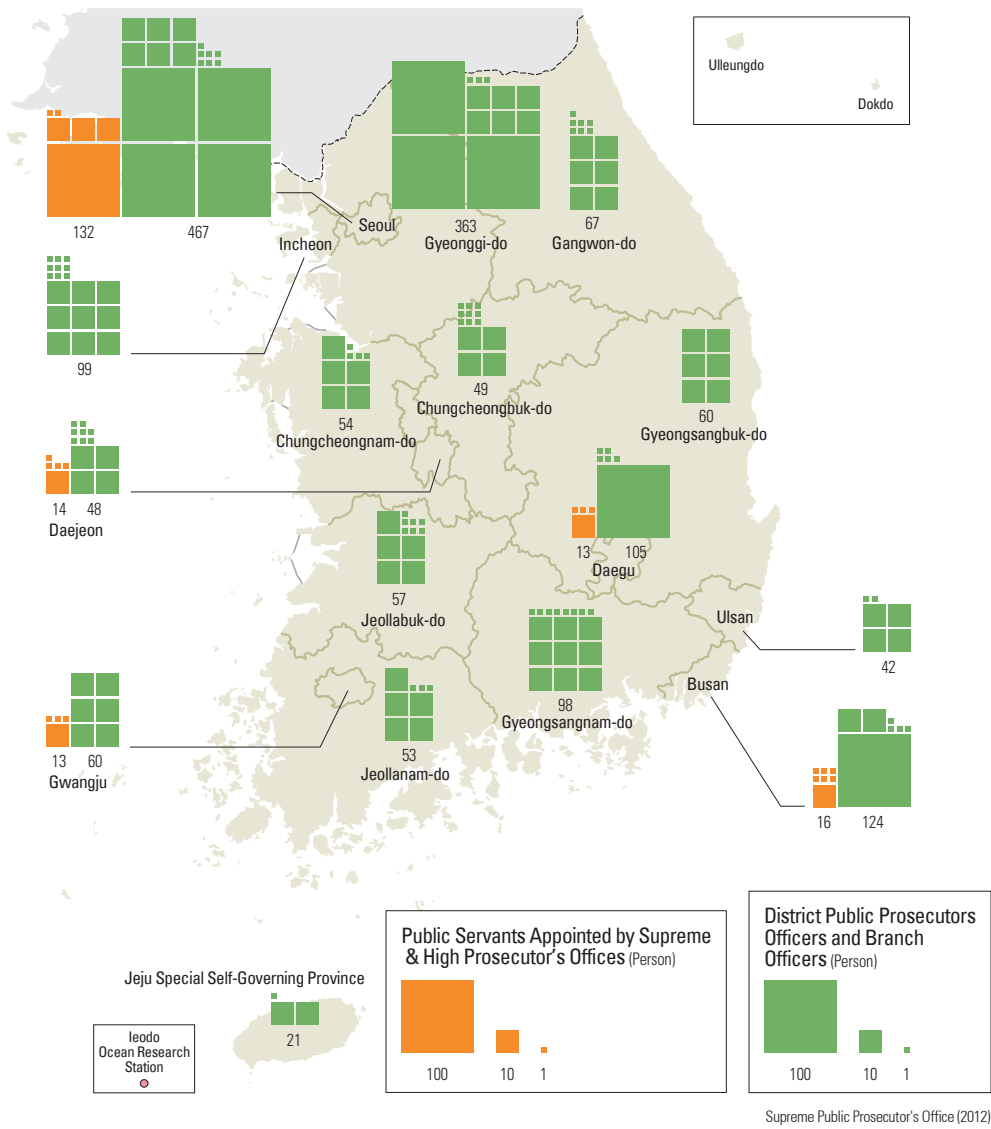 Ulleungdo
Dokdo
132
467
Seoul
Incheon
363
Gyeonggi-do
67
Gangwon-do
99
49
Chungcheongbuk-do
54
Chungcheongnam-do
60
Gyeongsangbuk-do
14
48
Daejeon
13
105
Daegu
57
Jeollabuk-do
Ulsan
42
98
Gyeongsangnam-do
Busan
16
124
53
Jeollanam-do
13
60
Gwangju
Jeju Special Self-Governing Province
21
Ieodo
Ocean Research
Station
Public Servants Appointed by Supreme
& High Prosecutor's Offices (Person)
100
10
1
District Public Prosecutors
Officers and Branch
Officers (Person)
100
10
1
Supreme Public Prosecutor's Office (2012)